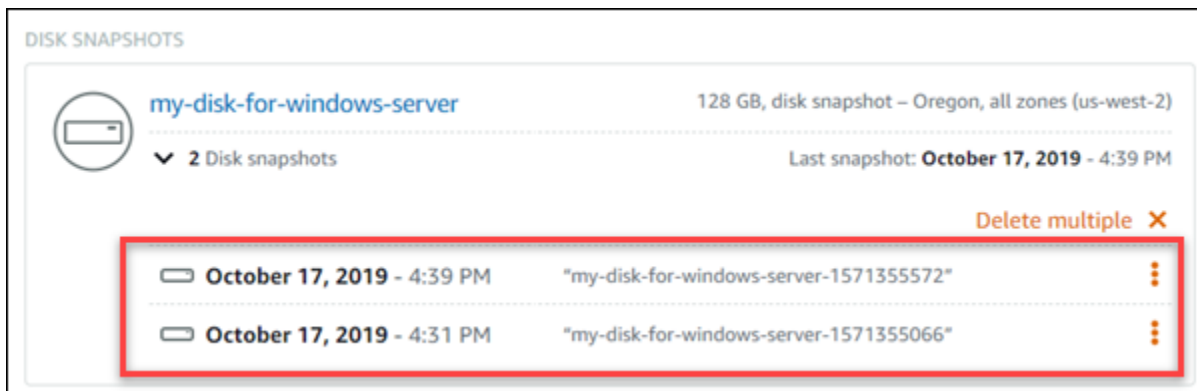 DISK SNAPSHOTS
my-disk-for-windows-server
128 GB, disk snapshot – Oregon, all zones (us-west-2)
2 Disk snapshots
Last snapshot: October 17, 2019 - 4:39 PM
Delete multiple
October 17, 2019 - 4:39 PM "my-disk-for-windows-server-1571355572"
October 17, 2019 - 4:31 PM "my-disk-for-windows-server-1571355066"